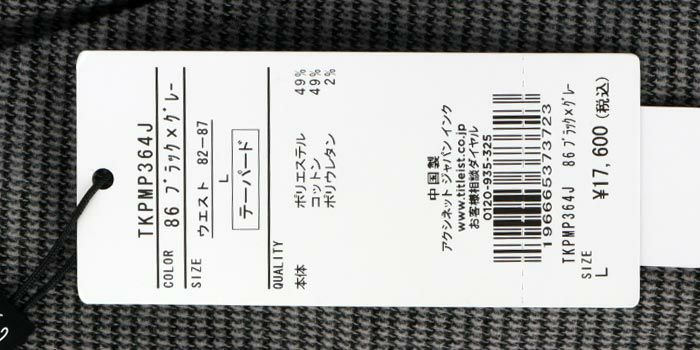 TKPMP364J
COLOR 86 ﾌﾞﾗｯｸ×ｸﾞﾚｰ
SIZE ウエスト 82-87
L
テーパード
QUALITY
本体 ポリエステル 49%
コットン 49%
ポリウレタン 2%
中国製
アクシネット ジャパン インク
www.titleist.co.jp
お客様相談ダイヤル
0120-935-325
196665373723
TKPMP364J 86 ﾌﾞﾗｯｸ×ｸﾞﾚｰ
SIZE
L
¥17,600(税込)